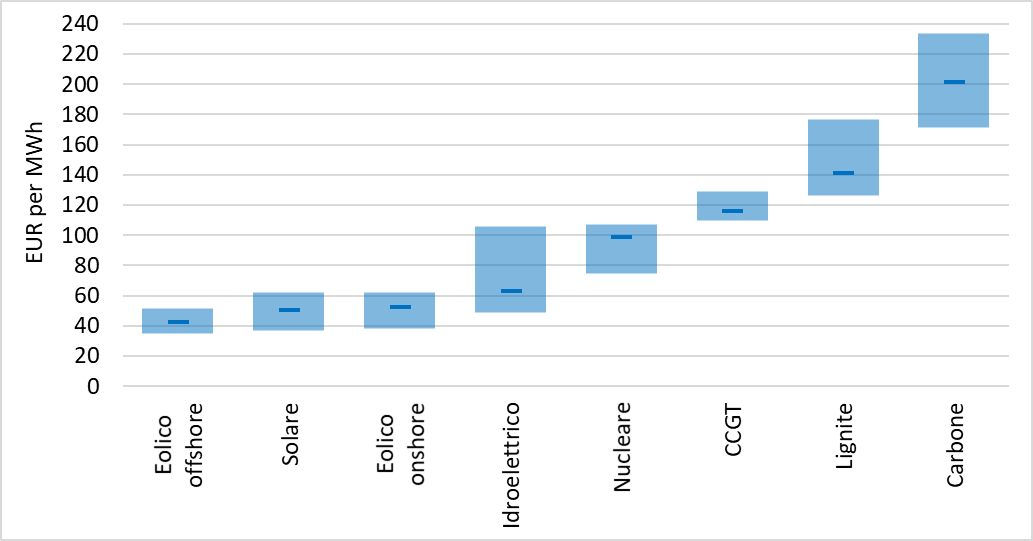 240
220
200
180
160
140
120
100
80
60
40
20
0
EUR per MWh
Eolico
offshore
Solare
Eolico
onshore
Idroelettrico
Nucleare
CCGT
Lignite
Carbone